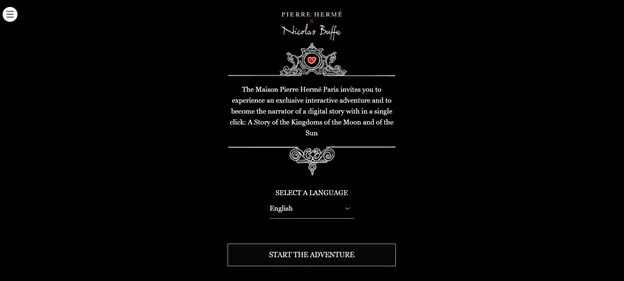 PIERRE HERMÉ
×
Nicolas Buffe
The Maison Pierre Hermé Paris invites you to
experience an exclusive interactive adventure and to
become the narrator of a digital story with in a single
click: A Story of the Kingdoms of the Moon and of the
Sun
SELECT A LANGUAGE
English
START THE ADVENTURE